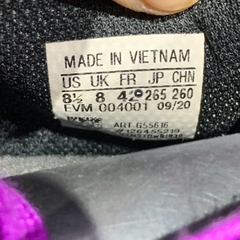 MADE IN VIETNAM
US UK FR JP CHN
8½ 8 42 265 260
EVM 004001 09/20
ART G55616